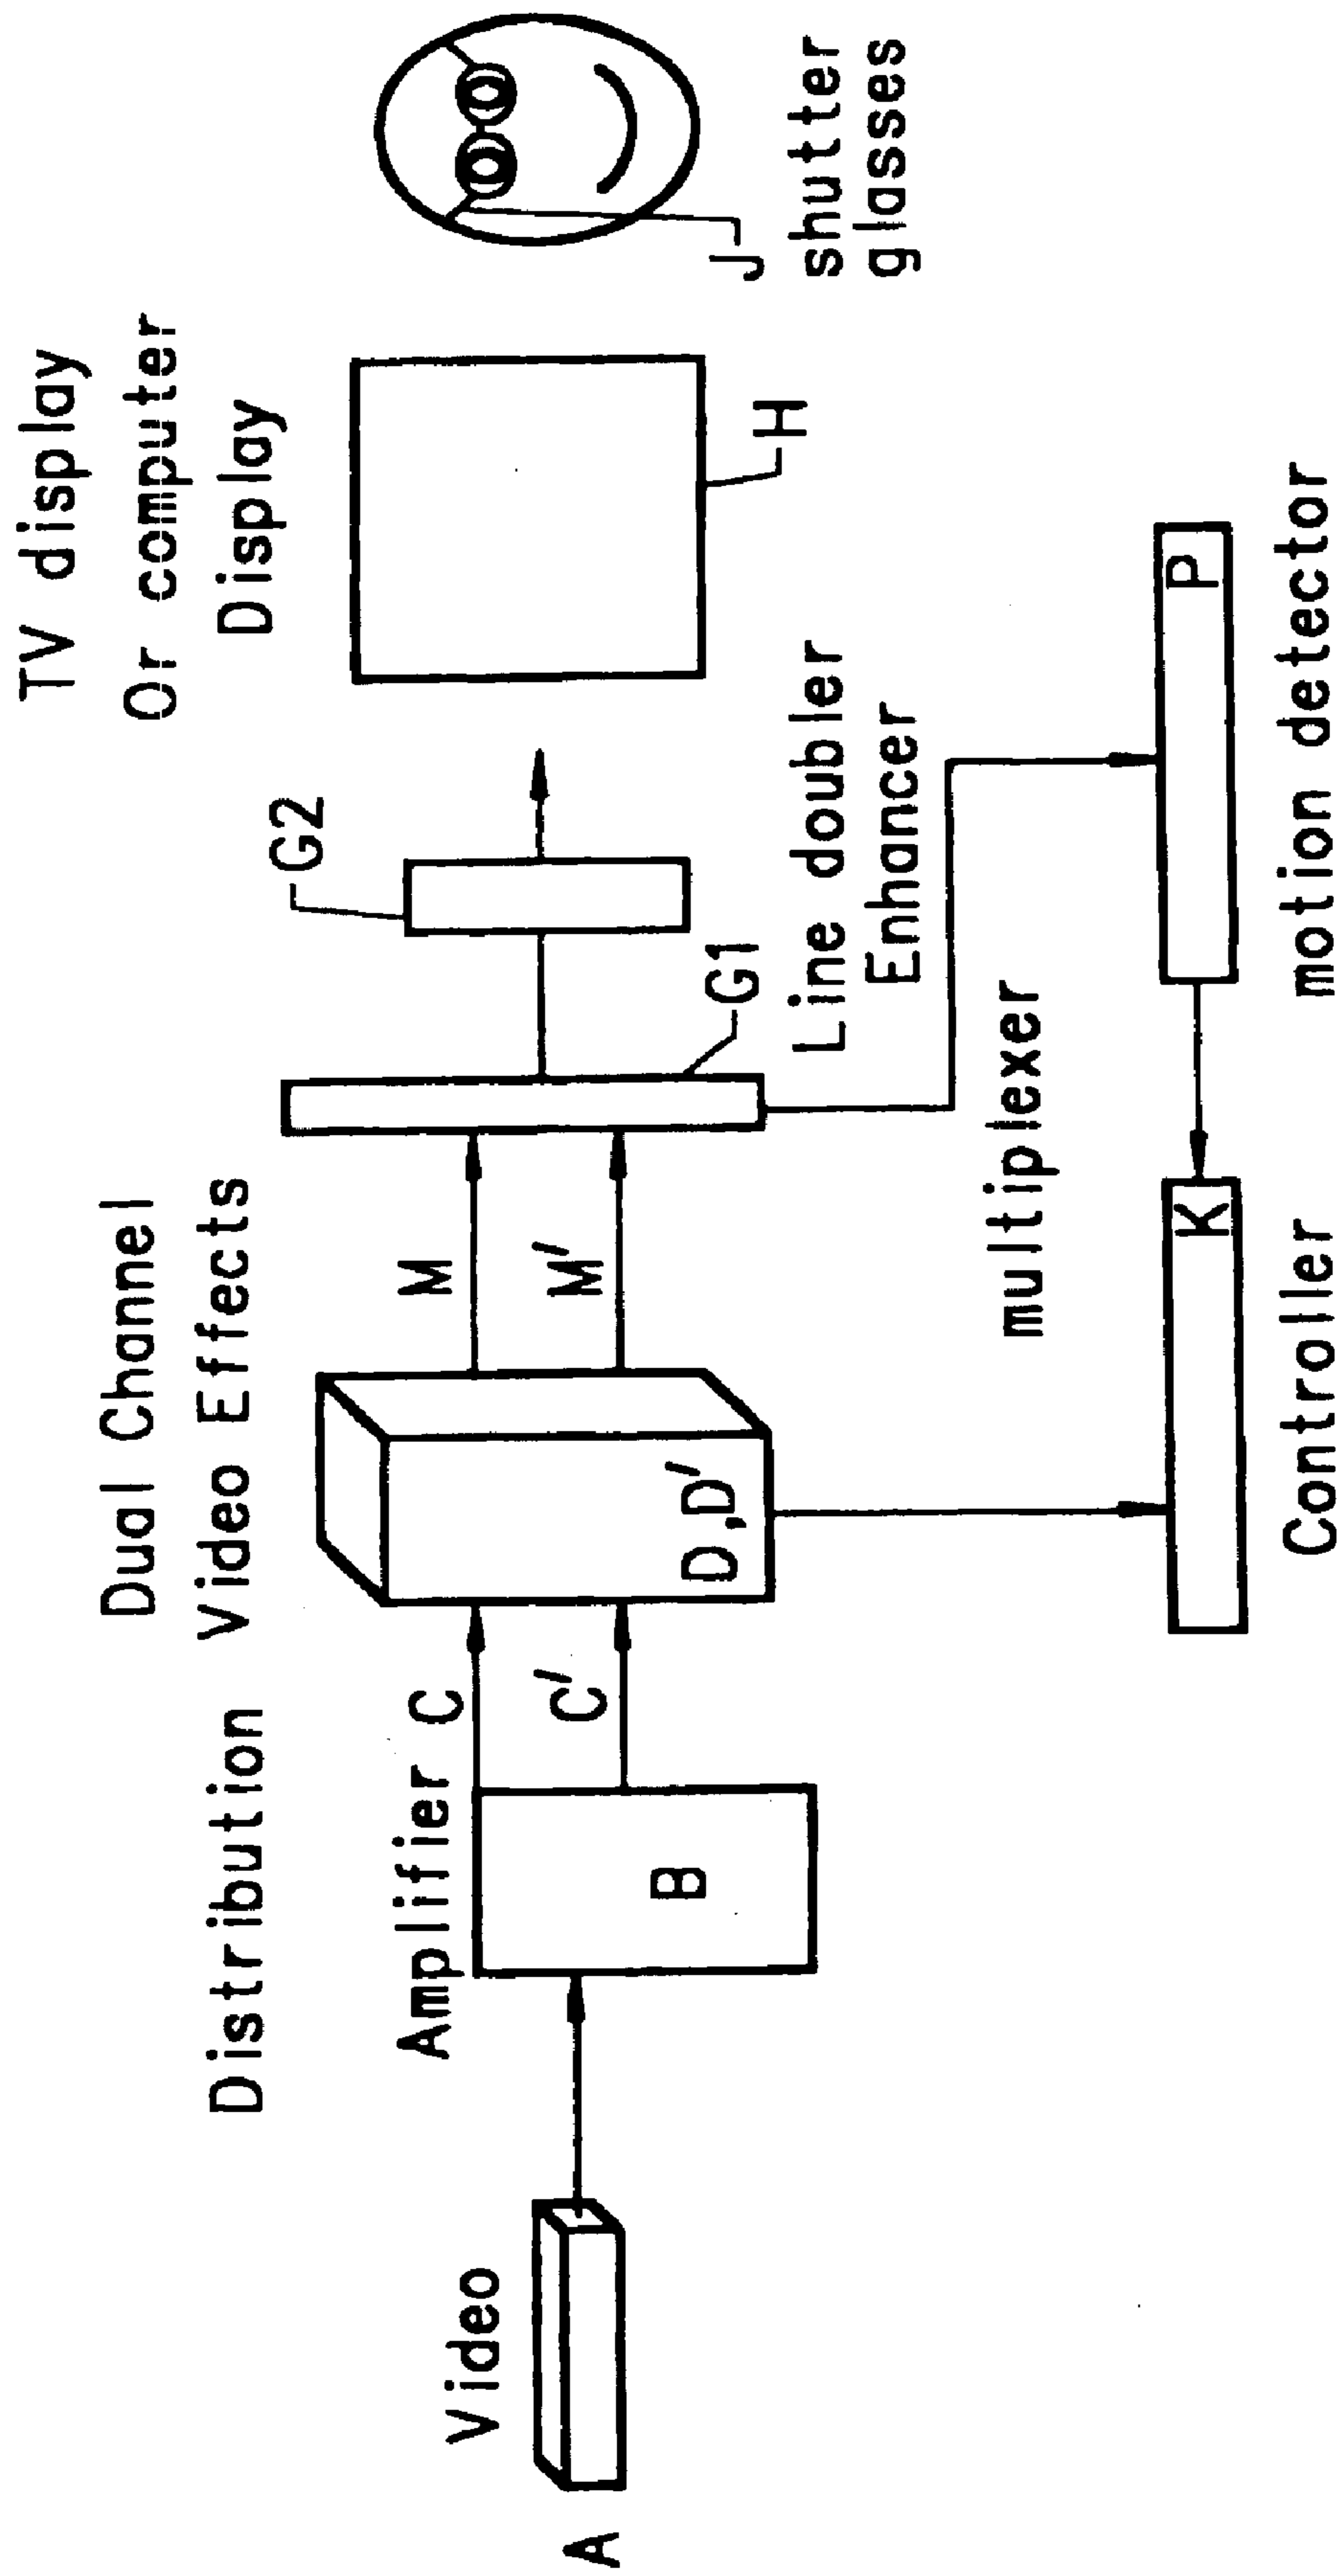 TV display
Or computer
Display
Dual Channel
Video Effects
Distribution
Amplifier
Video
A
B
C
C'
D,D'
M
M'
G2
G1
H
J
shutter
glasses
Line doubler
Enhancer
multiplexer
K
P
Controller
motion detector